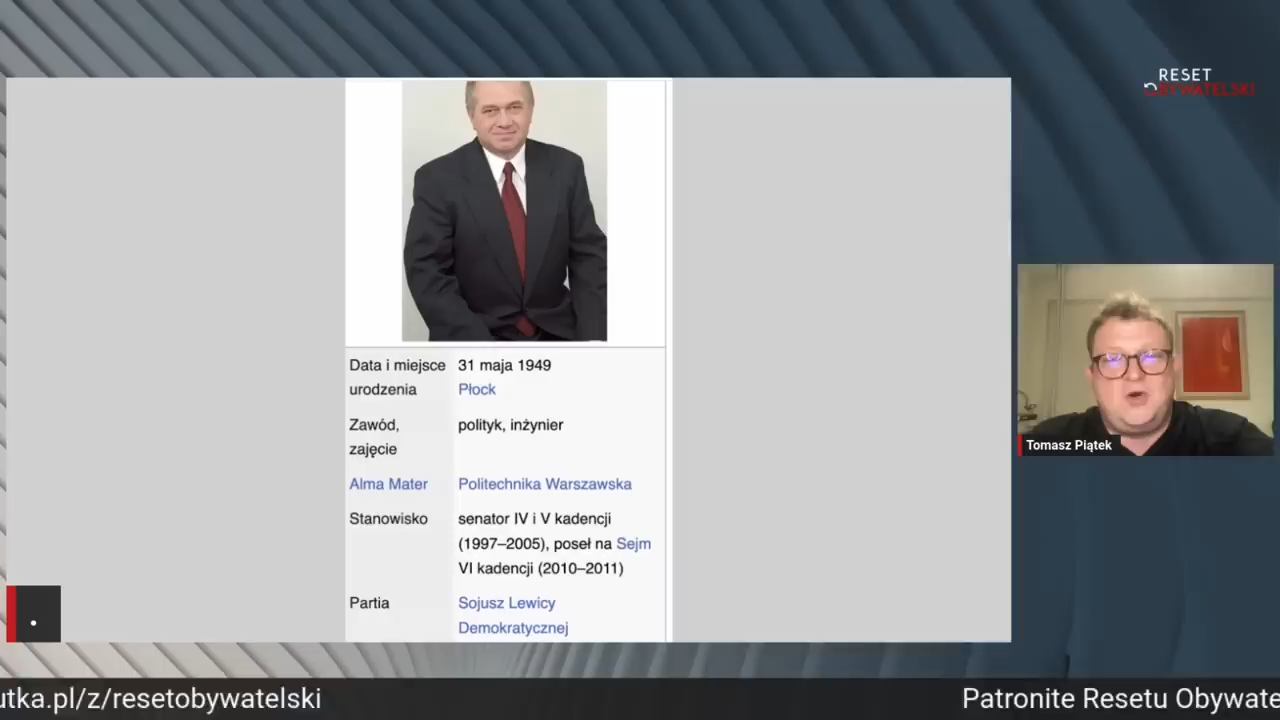 RESET
OBYWATELSKI
Data i miejsce urodzenia
31 maja 1949
Płock
Zawód, zajęcie
polityk, inżynier
Alma Mater
Politechnika Warszawska
Stanowisko
senator IV i V kadencji
(1997–2005), poseł na Sejm
VI kadencji (2010–2011)
Partia
Sojusz Lewicy
Demokratycznej
Tomasz Piątek
.
utka.pl/z/resetobywatelski
Patronite Resetu Obywate